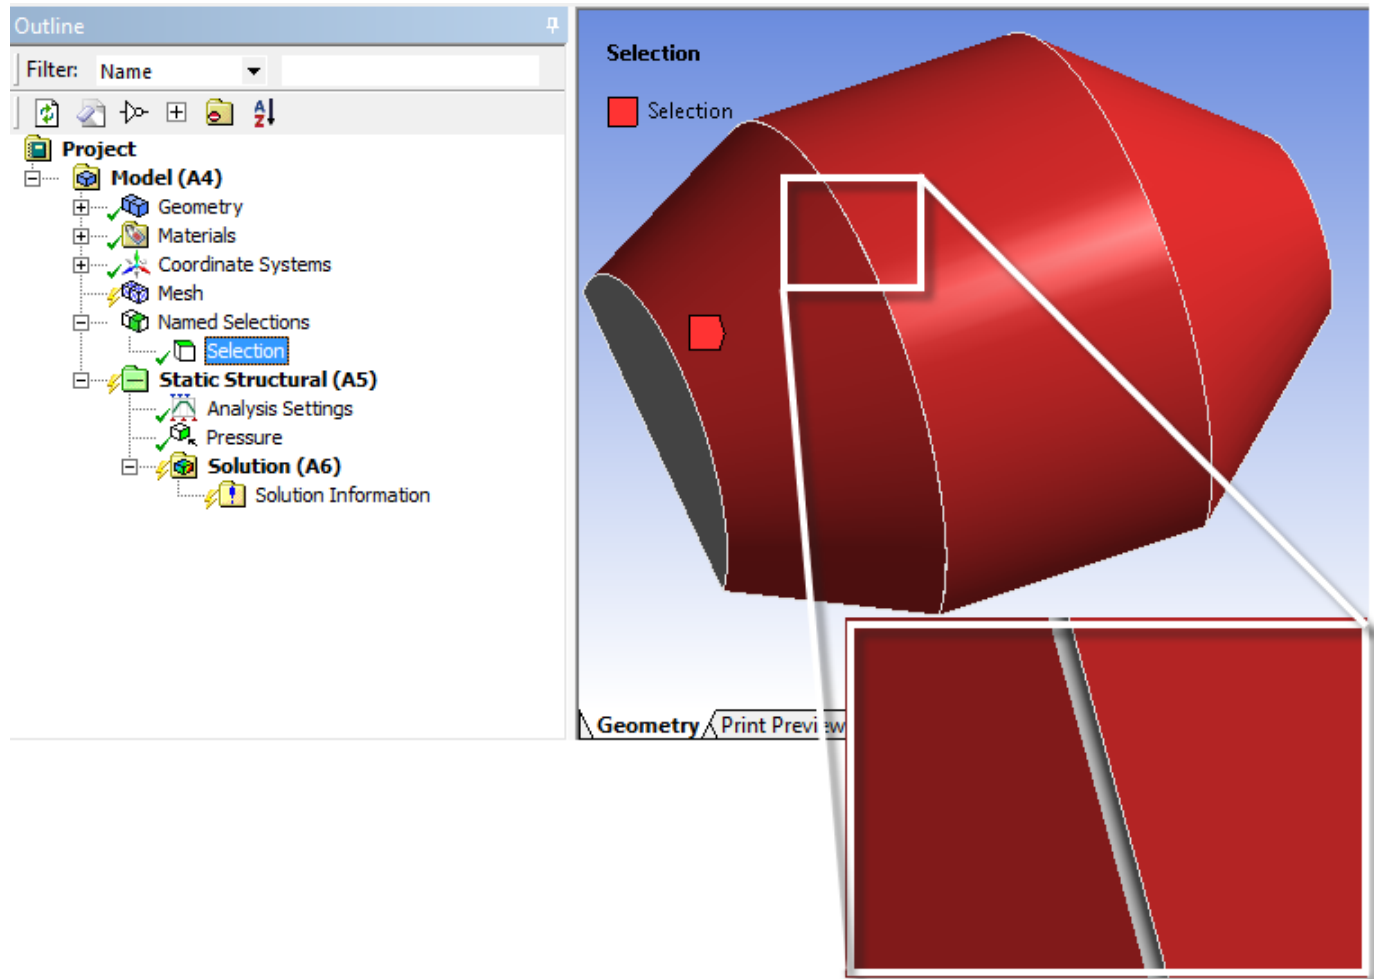 Outline
Filter: Name
Project
Model (A4)
Geometry
Materials
Coordinate Systems
Mesh
Named Selections
Selection
Static Structural (A5)
Analysis Settings
Pressure
Solution (A6)
Solution Information
Selection
Selection
Geometry Print Preview